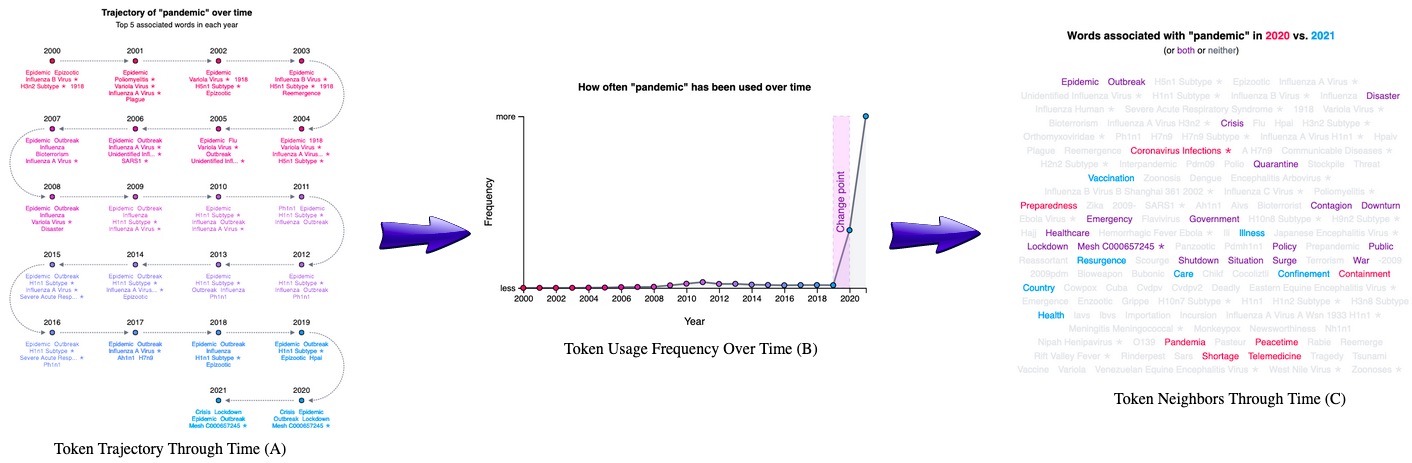 Trajectory of "pandemic" over time
Top 5 associated words in each year
2000 2001 2002 2003
Epidemic Epizootic
Influenza B Virus *
H3n2 Subtype * 1918
Epidemic
Poliomyelitis *
Variola Virus *
Influenza A Virus *
Plague
Epidemic
Variola Virus * 1918
H5n1 Subtype *
Epizootic
Epidemic
Influenza B Virus *
H5n1 Subtype * 1918
Reemergence
2007 2006 2005 2004
Epidemic Outbreak
Influenza
Bioterrorism
Influenza A Virus *
Epidemic Outbreak
Influenza A Virus *
Unidentified Infl... *
SARS1 *
Epidemic Flu
Variola Virus *
Outbreak
Unidentified Infl... *
Epidemic 1918
Variola Virus *
Influenza A Virus... *
H5n1 Subtype *
2008 2009 2010 2011
Epidemic Outbreak
Influenza
Variola Virus *
Disaster
Epidemic Outbreak
Influenza
H1n1 Subtype *
Influenza A Virus... *
Epidemic Outbreak
H1n1 Subtype *
Influenza
Influenza A Virus... *
Ph1n1 Epidemic
H1n1 Subtype *
Influenza Outbreak
2015 2014 2013 2012
Epidemic Outbreak
H1n1 Subtype *
Influenza A Virus *
Severe Acute Resp... *
Epidemic Outbreak
H1n1 Subtype *
Influenza A Virus... *
Epizootic
Epidemic
H1n1 Subtype *
Outbreak Influenza
Ph1n1
Epidemic Outbreak
H1n1 Subtype *
Influenza
Ph1n1
2016 2017 2018 2019
Epidemic Outbreak
H1n1 Subtype *
Severe Acute Resp... *
Ph1n1
Epidemic Outbreak
Influenza A Virus *
Ah1n1 H7n9
Epidemic Outbreak
Influenza
H1n1 Subtype *
Epizootic
Epidemic Outbreak
H1n1 Subtype *
Epizootic Hpai
2021 2020
Crisis Lockdown
Epidemic Outbreak
Mesh C000657245 *
Crisis Epidemic
Outbreak Lockdown
Mesh C000657245 *
Token Trajectory Through Time (A)
How often "pandemic" has been used over time
more
Frequency
Change point
less
2000 2002 2004 2006 2008 2010 2012 2014 2016 2018 2020
Year
Token Usage Frequency Over Time (B)
Words associated with "pandemic" in 2020 vs. 2021
(or both or neither)
Epidemic Outbreak H5n1 Subtype * Epizootic Influenza A Virus *
Unidentified Influenza Virus * H1n1 Subtype * Influenza B Virus * Influenza Disaster
Influenza Human * Severe Acute Respiratory Syndrome * 1918 Variola Virus *
Bioterrorism Influenza A Virus H3n2 * Crisis Flu Hpai H3n2 Subtype *
Orthomyxoviridae * Ph1n1 H7n9 H7n9 Subtype * Influenza A Virus H1n1 * Hpaiv
Plague Reemergence Coronavirus Infections * A H7n9 Communicable Diseases *
H2n2 Subtype * Interpandemic Pdm09 Polio Quarantine Stockpile Threat
Vaccination Zoonosis Dengue Encephalitis Arbovirus *
Influenza B Virus B Shanghai 361 2002 * Influenza C Virus * Poliomyelitis *
Preparedness Zika 2009- SARS1 * Ah1n1 Aivs Bioterrorist Contagion Downturn
Ebola Virus * Emergency Flavivirus Government H10n8 Subtype * H9n2 Subtype *
Hajj Healthcare Hemorrhagic Fever Ebola * Ili Illness Japanese Encephalitis Virus *
Lockdown Mesh C000657245 * Panzootic Pdmh1n1 Policy Prepandemic Public
Reassortant Resurgence Scourge Shutdown Situation Surge Terrorism War -2009
2009pdm Bioweapon Bubonic Care Chikf Cocoliztli Confinement Containment
Country Cowpox Cuba Cvdpv Cvdpv2 Deadly Eastern Equine Encephalitis Virus *
Emergence Enzootic Grippe H10n7 Subtype * H1n1 H1n2 Subtype * H3n8 Subtype
Health Iavs Ibvs Importation Incursion Influenza A Virus A Wsn 1933 H1n1 *
Meningitis Meningococcal * Monkeypox Newsworthiness Nh1n1
Nipah Henipavirus * O139 Pandemia Pasteur Peacetime Rabie Reemerge
Rift Valley Fever * Rinderpest Sars Shortage Telemedicine Tragedy Tsunami
Vaccine Variola Venezuelan Equine Encephalitis Virus * West Nile Virus * Zoonoses *
Token Neighbors Through Time (C)